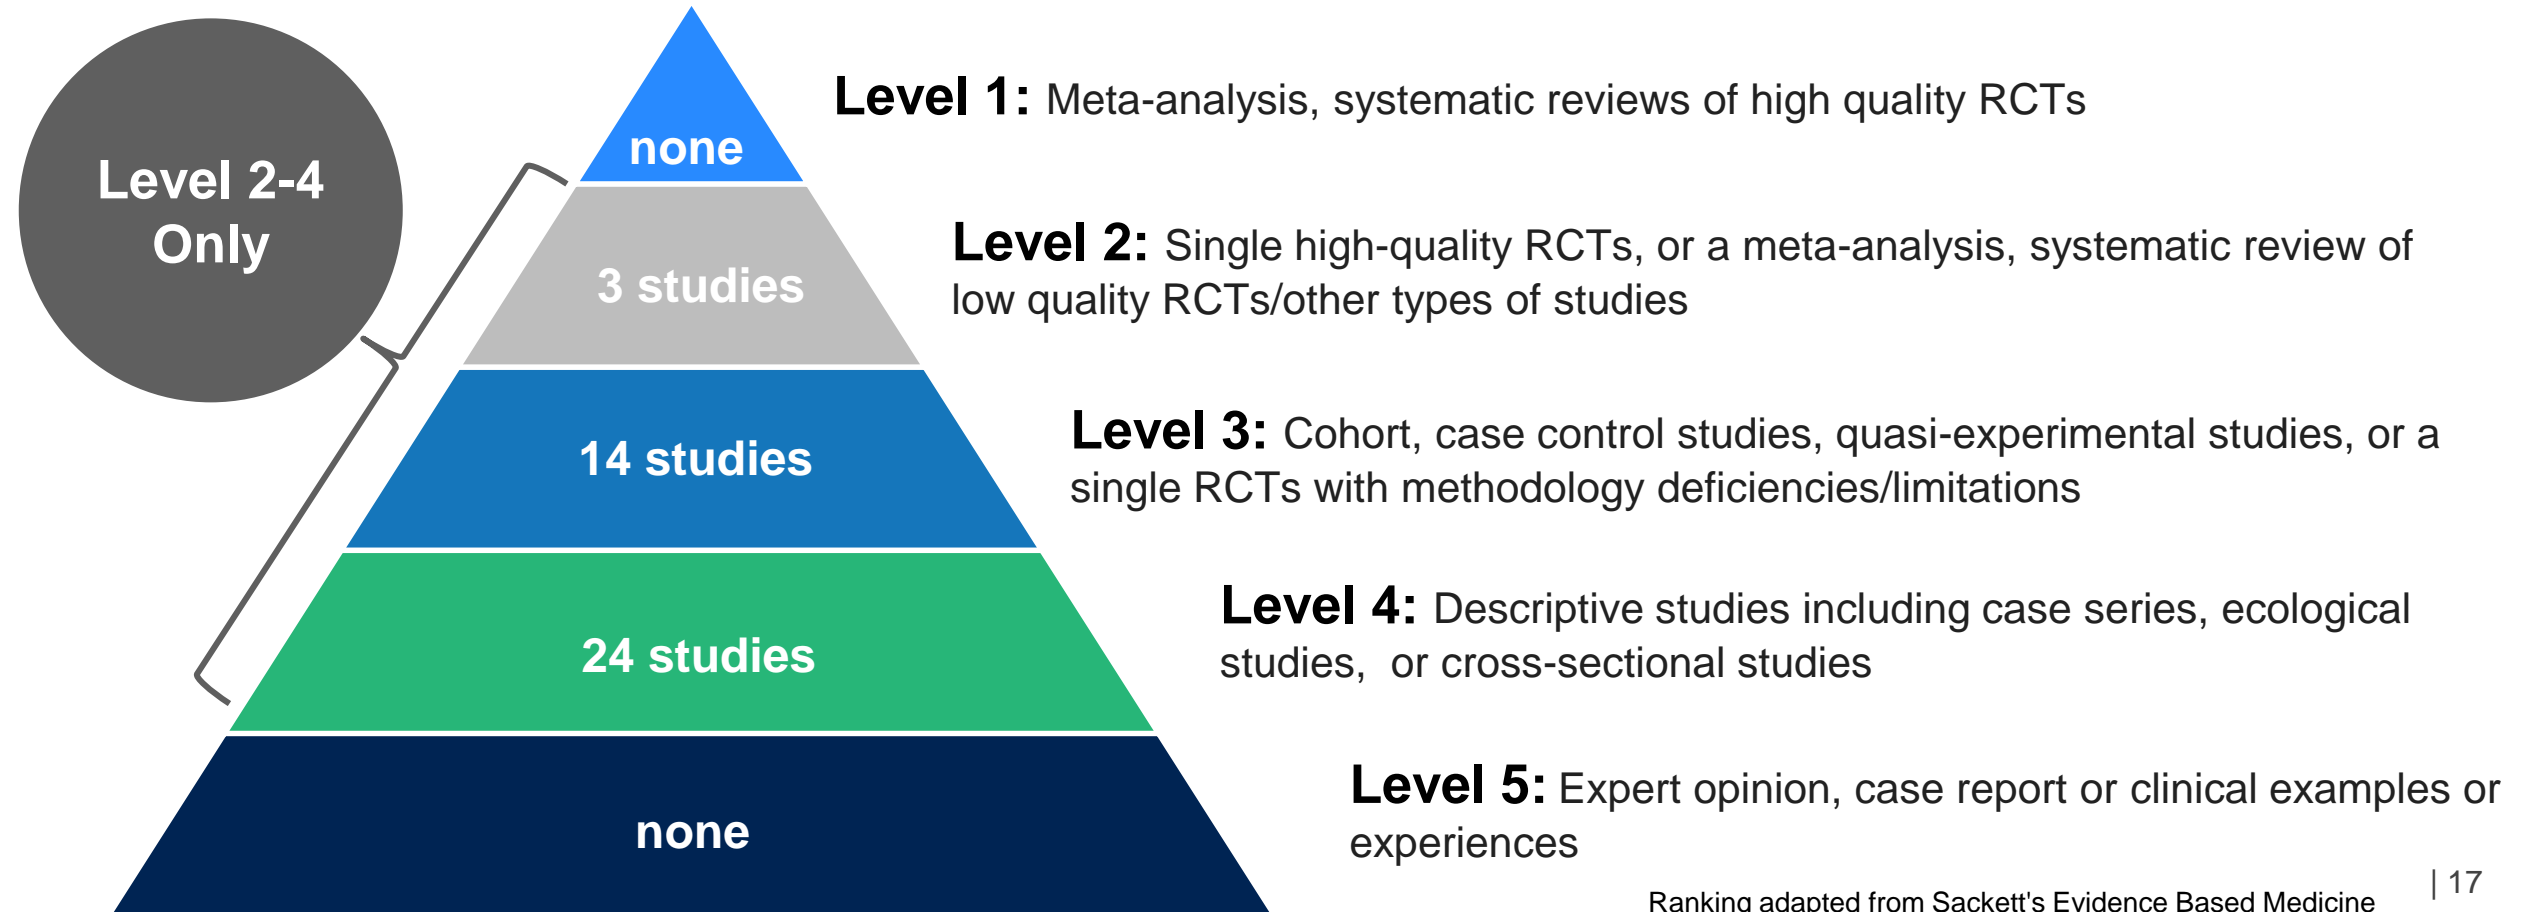 Level 2-4
Only
none
3 studies
14 studies
24 studies
none
Level 1: Meta-analysis, systematic reviews of high quality RCTs
Level 2: Single high-quality RCTs, or a meta-analysis, systematic review of
low quality RCTs/other types of studies
Level 3: Cohort, case control studies, quasi-experimental studies, or a
single RCTs with methodology deficiencies/limitations
Level 4: Descriptive studies including case series, ecological
studies,  or cross-sectional studies
Level 5: Expert opinion, case report or clinical examples or
experiences
| 17
Ranking adapted from Sackett's Evidence Based Medicine